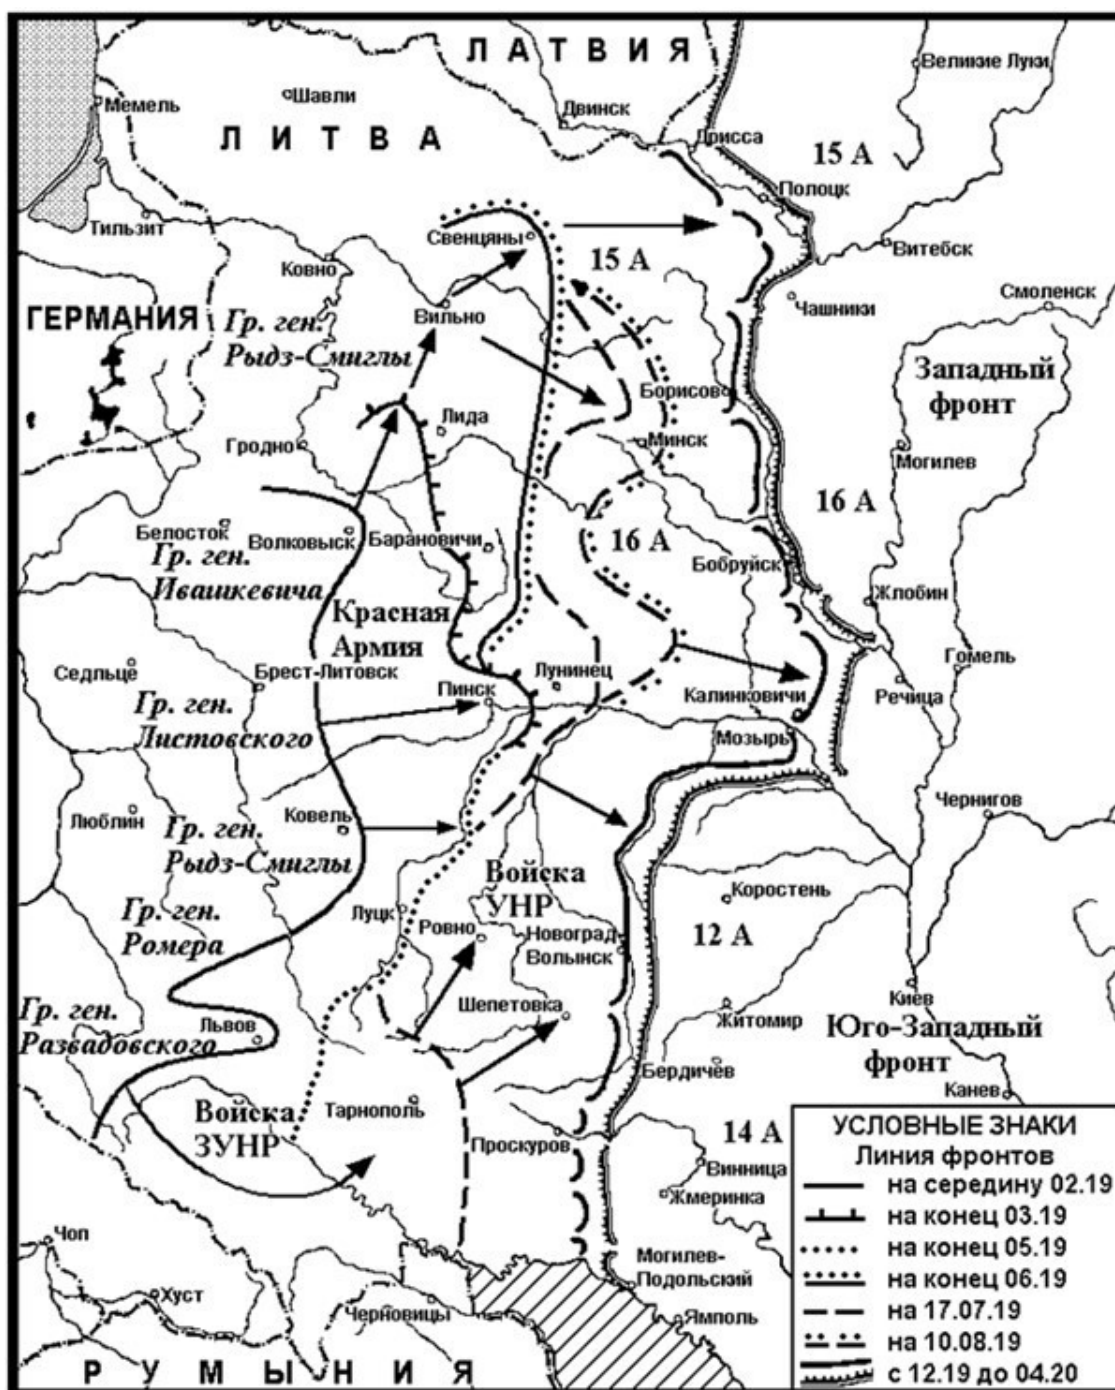 ЛАТВИЯ
Великие Луки
Мемель
Шавли
Двинск
ЛИТВА
Дрисса
15 А
Полоцк
Тильзит
Свенцяны
Витебск
Ковно
15 А
Смоленск
ГЕРМАНИЯ
Гр. ген.
Рыдз-Смиглы
Вильно
Чашники
Западный
фронт
Борисов
Лида
Гродно
Минск
Могилев
Белосток
Волковыск
Барановичи
16 А
16 А
Гр. ген.
Ивашкевича
Бобруйск
Жлобин
Красная
Армия
Седльце
Брест-Литовск
Лунинец
Гомель
Пинск
Калинковичи
Речица
Гр. ген.
Листовского
Мозырь
Люблин
Ковель
Чернигов
Гр. ген.
Рыдз-Смиглы
Войска
УНР
Коростень
Луцк
Гр. ген.
Ромера
Ровно
Новоград
Волынск
12 А
Киев
Гр. ген.
Развадовского
Львов
Шепетовка
Житомир
Юго-Западный
фронт
Бердичёв
Канев
Войска
ЗУНР
Тарнополь
Проскуров
14 А
Винница
Жмеринка
Чоп
Хуст
Черновицы
Могилев-
Подольский
Ямполь
РУМЫНИЯ
УСЛОВНЫЕ ЗНАКИ
Линия фронтов
на середину 02.19
на конец 03.19
на конец 05.19
на конец 06.19
на 17.07.19
на 10.08.19
с 12.19 до 04.20